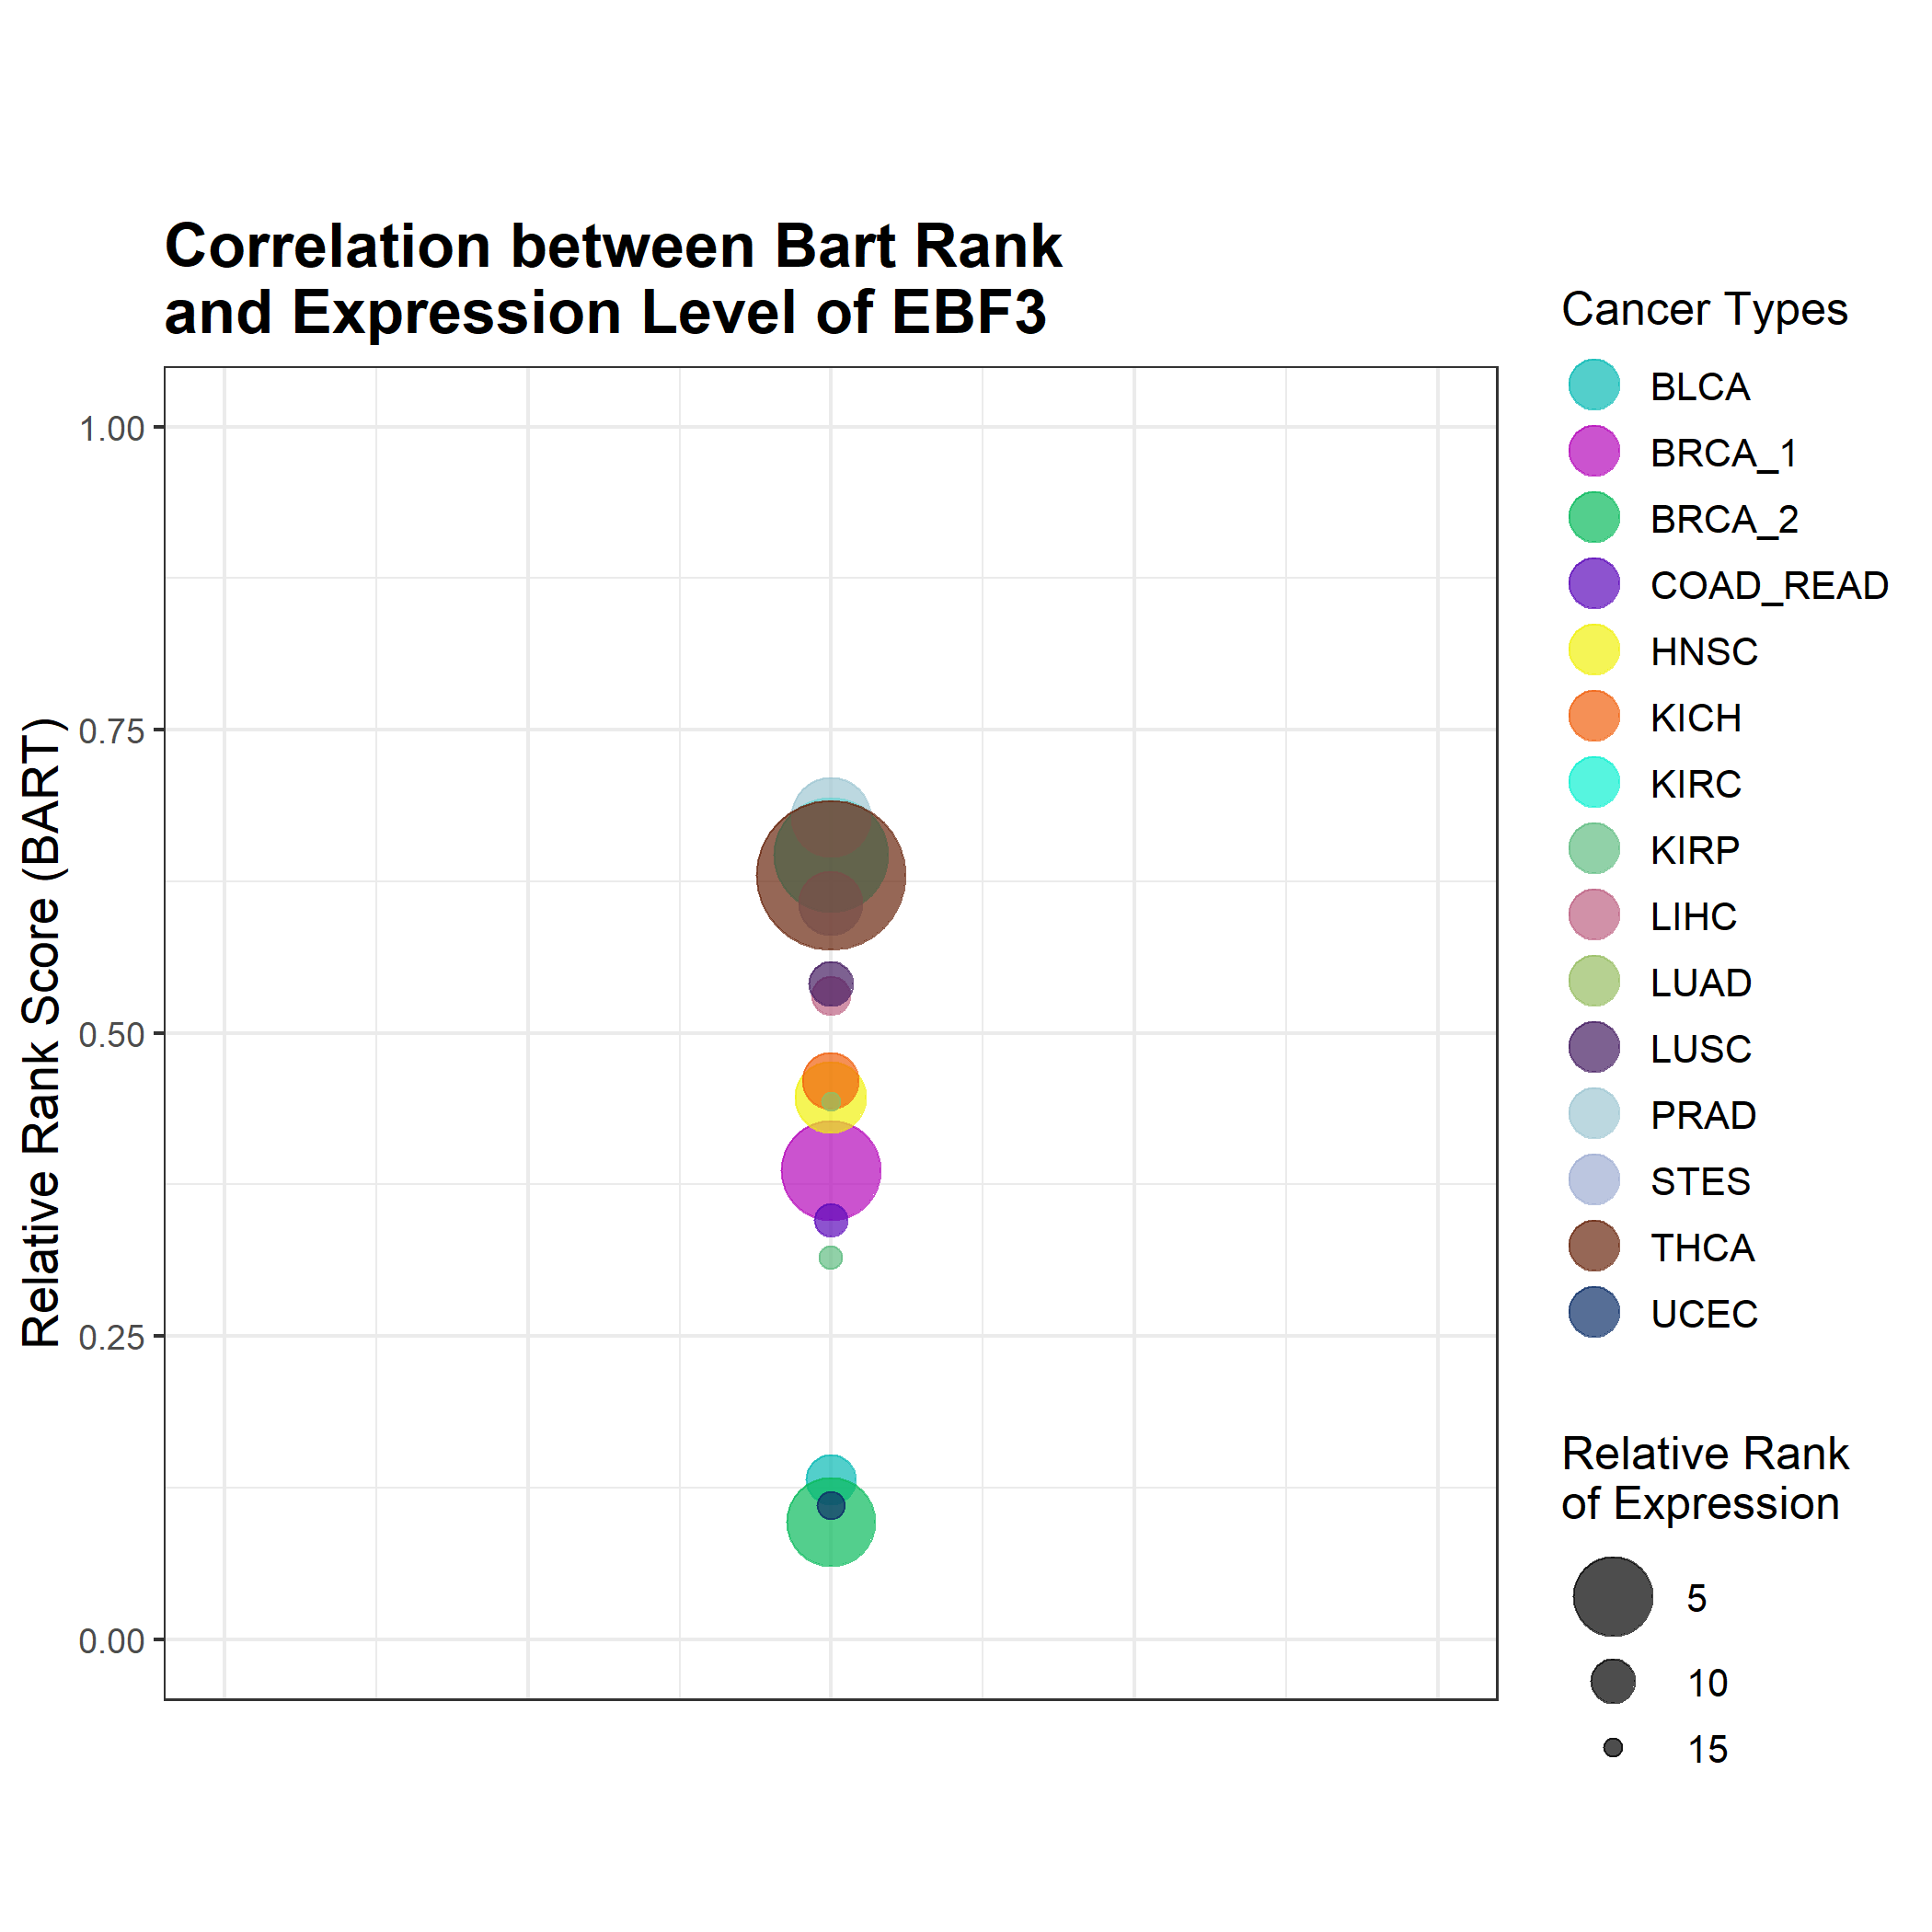 Correlation between Bart Rank
and Expression Level of EBF3
Relative Rank Score (BART)
1.00
0.75
0.50
0.25
0.00
Cancer Types
BLCA
BRCA_1
BRCA_2
COAD_READ
HNSC
KICH
KIRC
KIRP
LIHC
LUAD
LUSC
PRAD
STES
THCA
UCEC
Relative Rank
of Expression
5
10
15